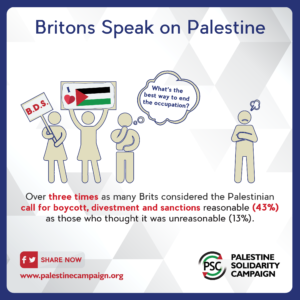 Britons Speak on Palestine
B.D.S.
I
What's the
best way to end
the occupation?
Over three times as many Brits considered the Palestinian
call for boycott, divestment and sanctions reasonable (43%)
as those who thought it was unreasonable (13%).
f SHARE NOW
www.palestinecampaign.org
PSC
PALESTINE
SOLIDARITY
CAMPAIGN